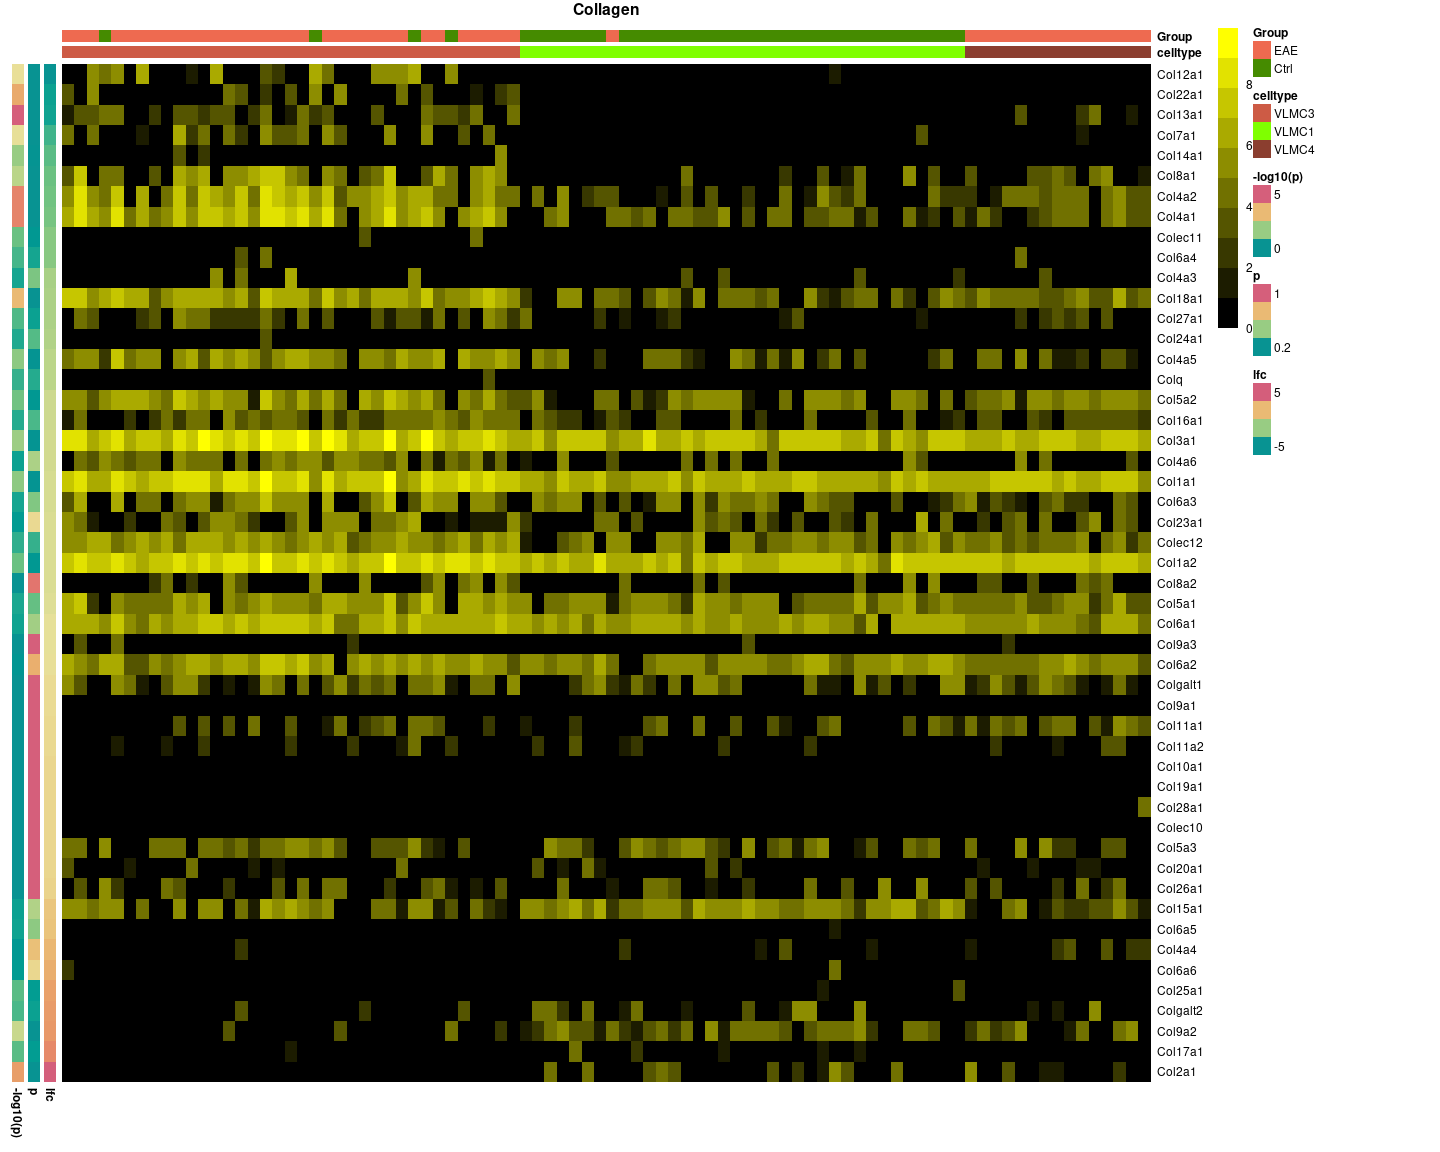 Collagen
Group
celltype
Col12a1
Col22a1
Col13a1
Col7a1
Col14a1
Col8a1
Col4a2
Col4a1
Colec11
Col6a4
Col4a3
Col18a1
Col27a1
Col24a1
Col4a5
Colq
Col5a2
Col16a1
Col3a1
Col4a6
Col1a1
Col6a3
Col23a1
Colec12
Col1a2
Col8a2
Col5a1
Col6a1
Col9a3
Col6a2
Colgalt1
Col9a1
Col11a1
Col11a2
Col10a1
Col19a1
Col28a1
Colec10
Col5a3
Col20a1
Col26a1
Col15a1
Col6a5
Col4a4
Col6a6
Col25a1
Colgalt2
Col9a2
Col17a1
Col2a1
-log10(p)
p
lfc
8
6
4
2
0
Group
EAE
Ctrl
celltype
VLMC3
VLMC1
VLMC4
-log10(p)
5
0
p
1
0.2
lfc
5
-5